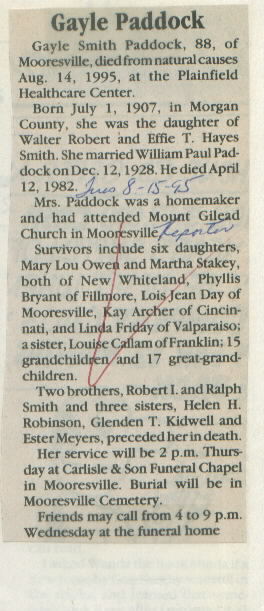 Gayle Paddock
Gayle Smith Paddock, 88, of
Mooresville, died from natural causes
Aug. 14, 1995, at the Plainfield
Healthcare Center.
Born July 1, 1907, in Morgan
County, she was the daughter of
Walter Robert and Effie T. Hayes
Smith. She married William Paul Pad-
dock on Dec. 12, 1928. He died April
12, 1982. Tues 8-15-95
Mrs. Paddock was a homemaker
and had attended Mount Gilead
Church in Mooresville. Reporter
Survivors include six daughters,
Mary Lou Owen and Martha Stakey,
both of New Whiteland, Phyllis
Bryant of Fillmore, Lois Jean Day of
Mooresville, Kay Archer of Cincin-
nati, and Linda Friday of Valparaiso;
a sister, Louise Callam of Franklin; 15
grandchildren and 17 great-grand-
children.
Two brothers, Robert I. and Ralph
Smith and three sisters, Helen H.
Robinson, Glenden T. Kidwell and
Ester Meyers, preceded her in death.
Her service will be 2 p.m. Thurs-
day at Carlisle & Son Funeral Chapel
in Mooresville. Burial will be in
Mooresville Cemetery.
Friends may call from 4 to 9 p.m.
Wednesday at the funeral home